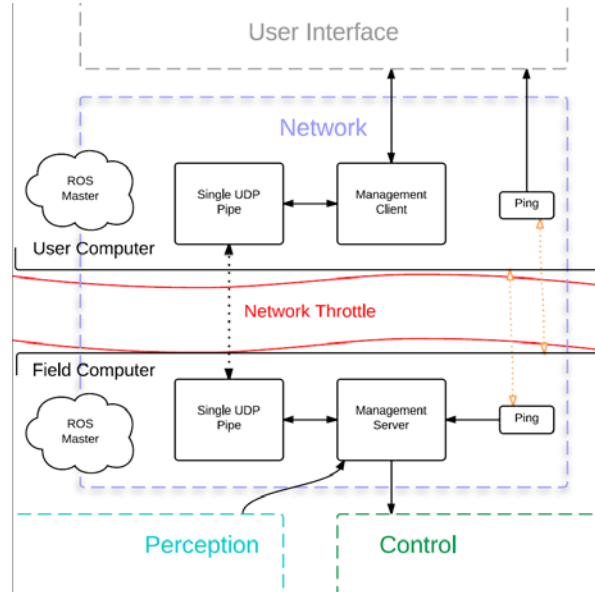 User Interface
Network
ROS
Master
Single UDP
Pipe
Management
Client
Ping
User Computer
Network Throttle
Field Computer
ROS
Master
Single UDP
Pipe
Management
Server
Ping
Perception
Control